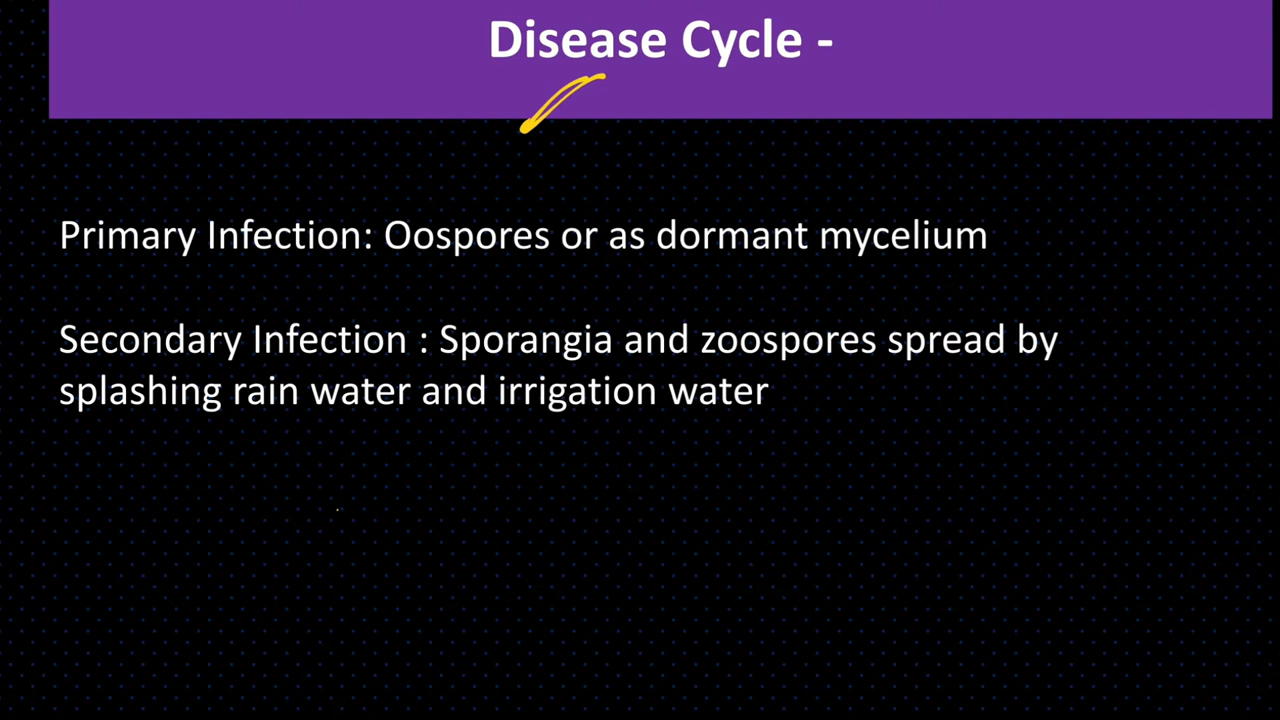 Disease Cycle -
Primary Infection: Oospores or as dormant mycelium
Secondary Infection : Sporangia and zoospores spread by
splashing rain water and irrigation water